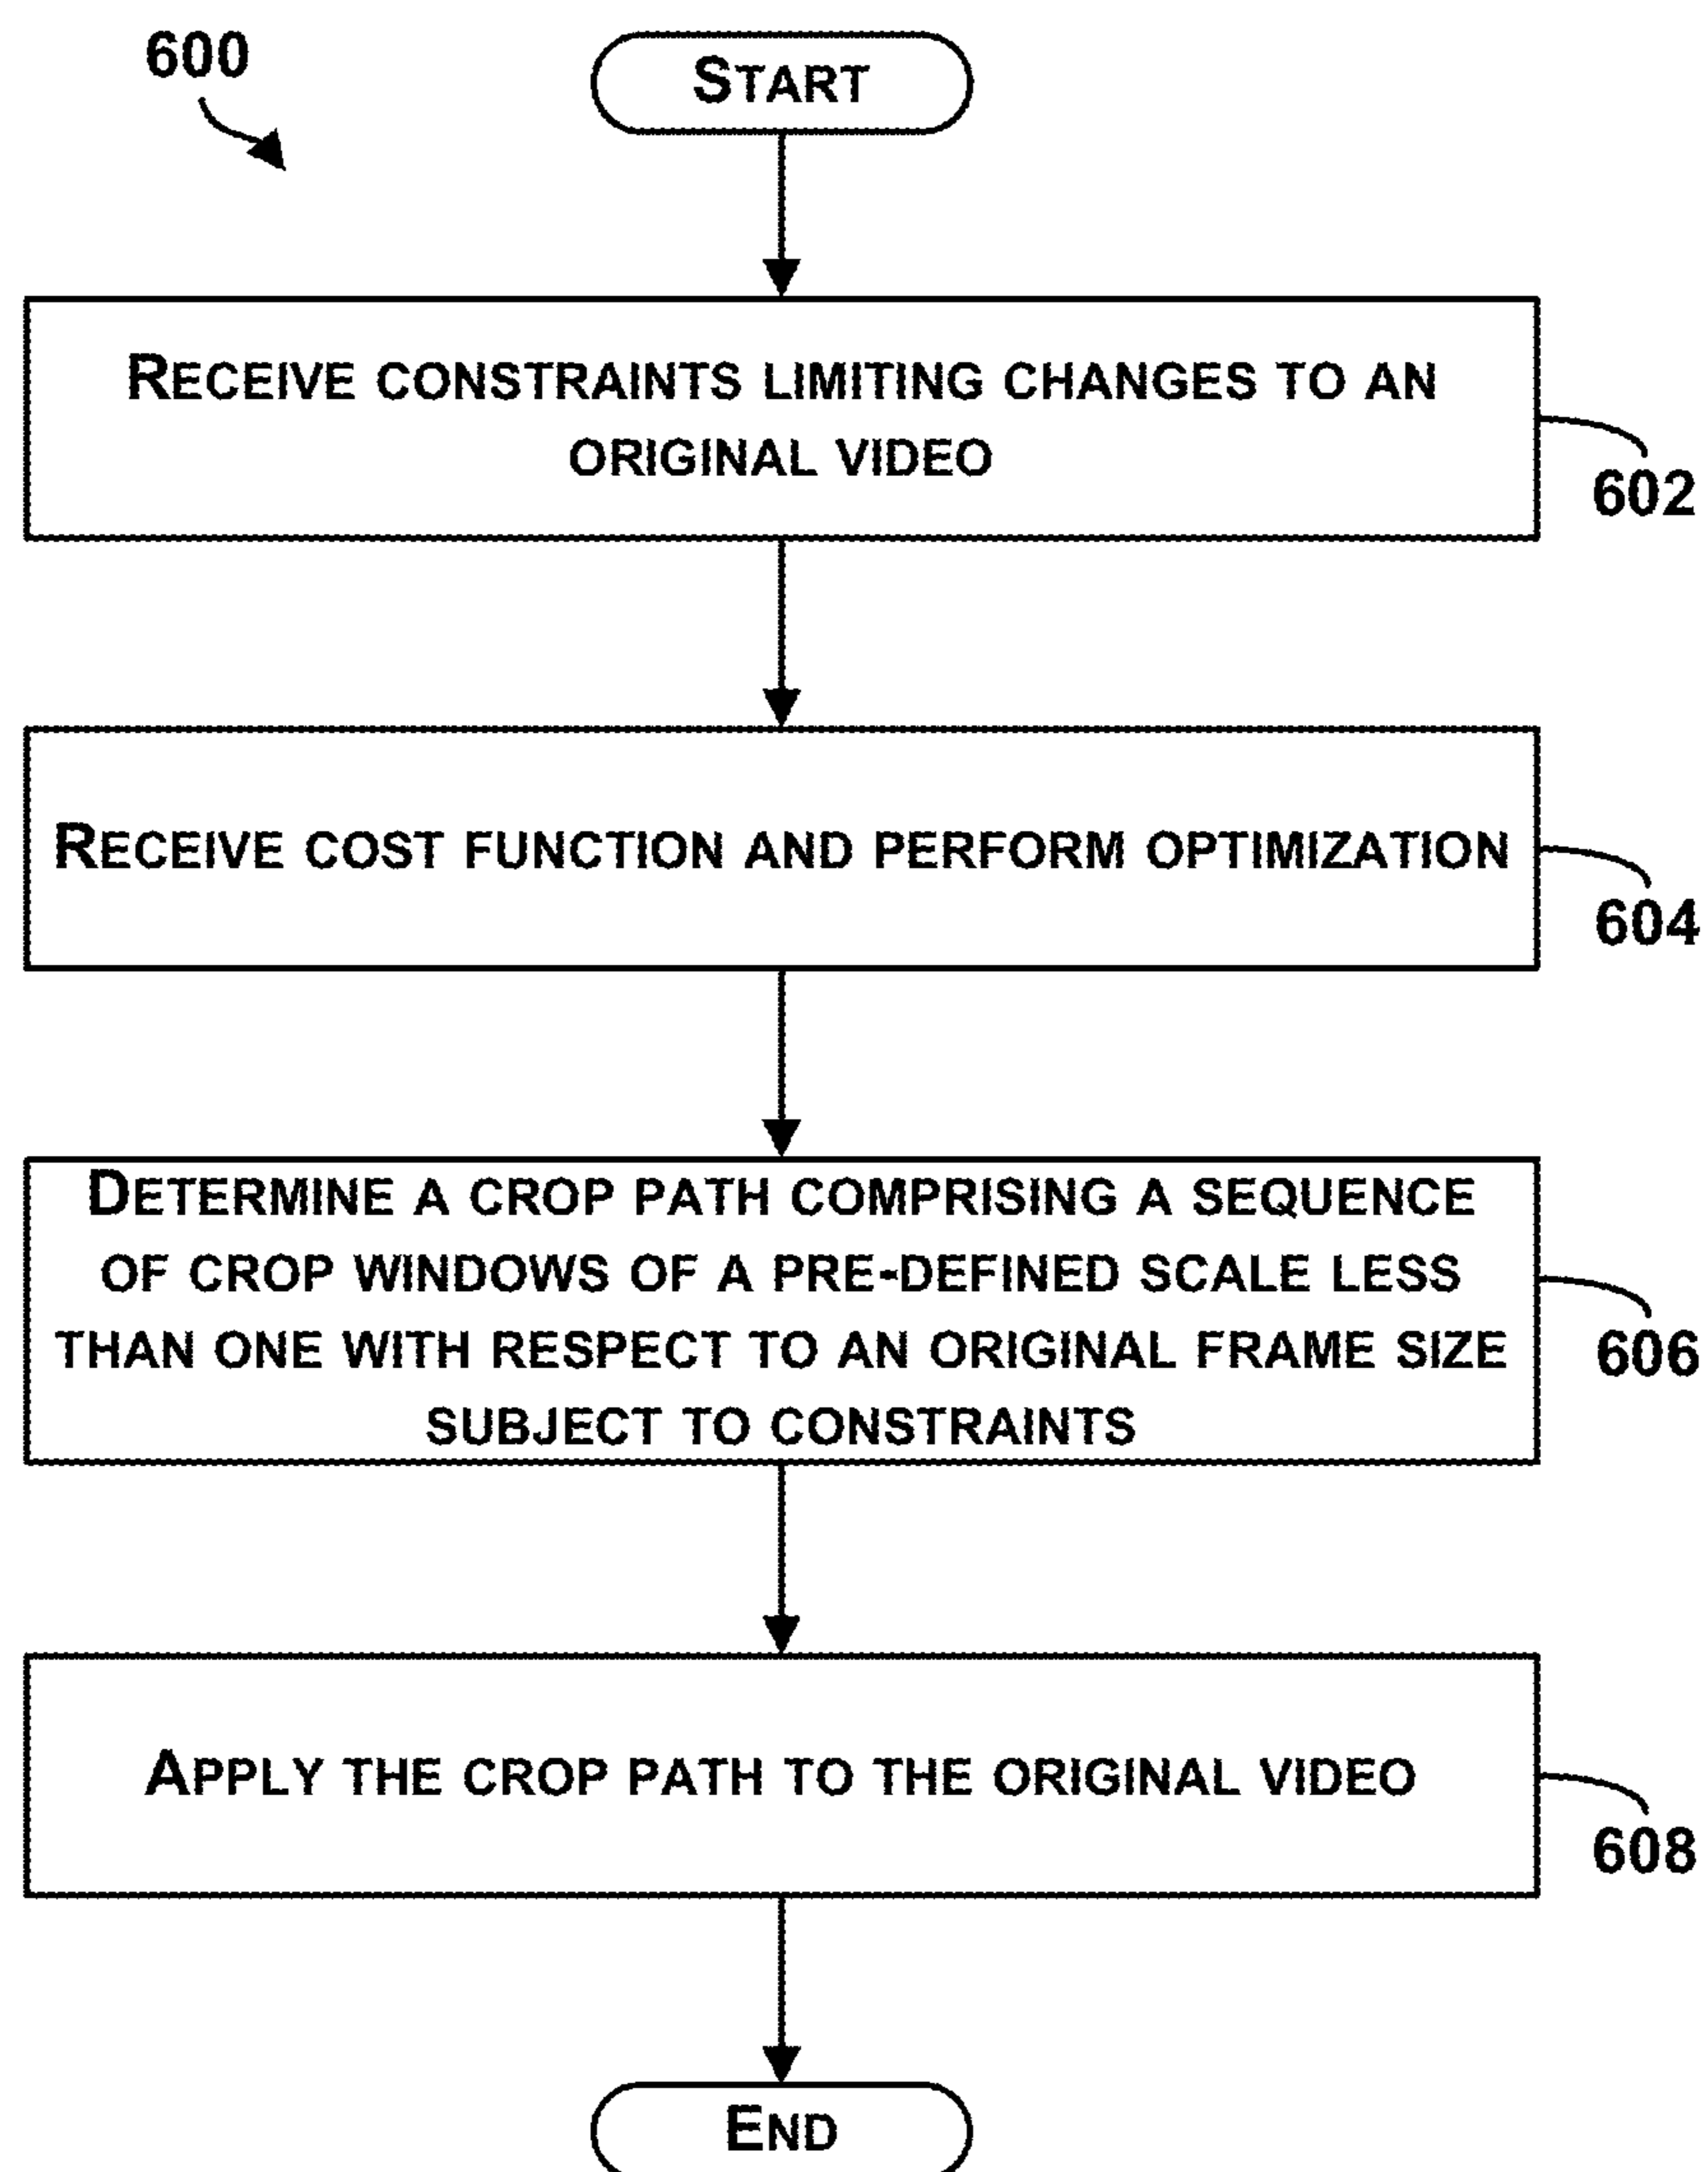 600
START
RECEIVE CONSTRAINTS LIMITING CHANGES TO AN
ORIGINAL VIDEO
602
RECEIVE COST FUNCTION AND PERFORM OPTIMIZATION
604
DETERMINE A CROP PATH COMPRISING A SEQUENCE
OF CROP WINDOWS OF A PRE-DEFINED SCALE LESS
THAN ONE WITH RESPECT TO AN ORIGINAL FRAME SIZE
SUBJECT TO CONSTRAINTS
606
APPLY THE CROP PATH TO THE ORIGINAL VIDEO
608
END